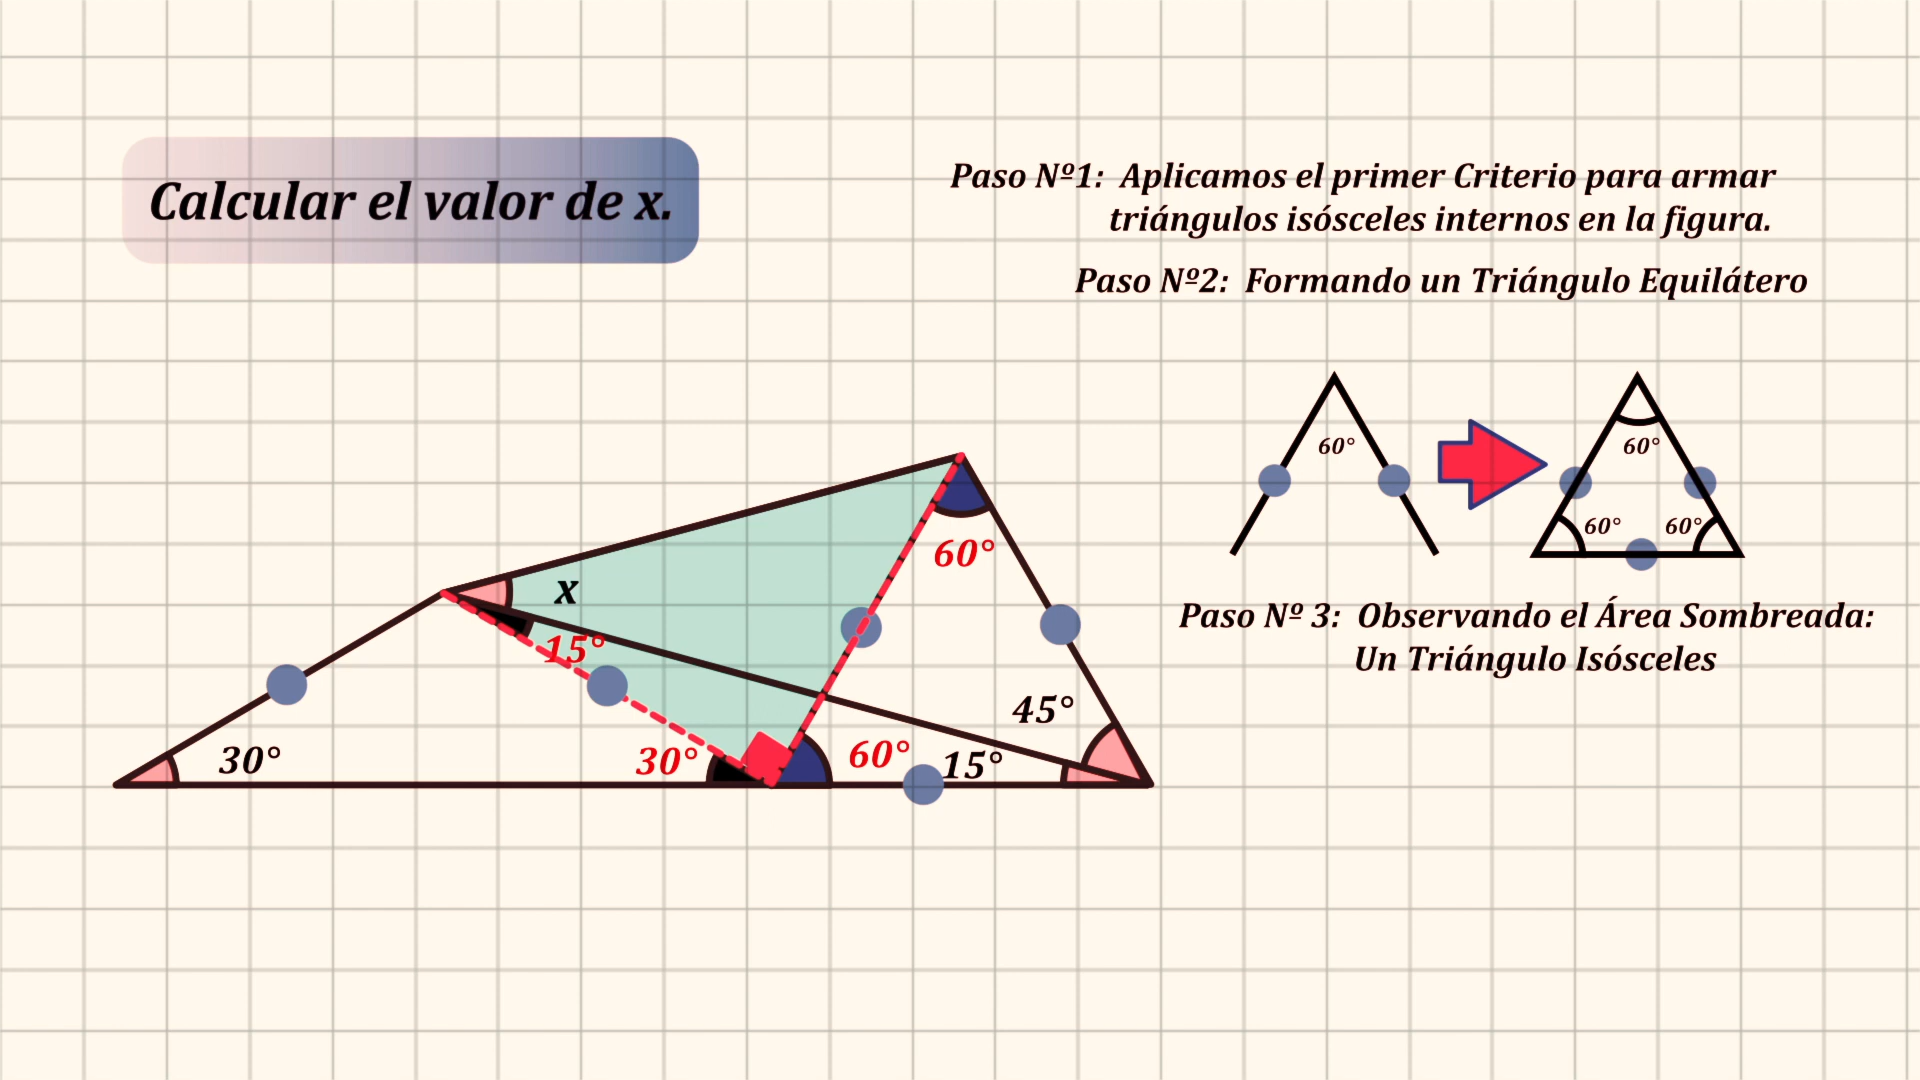 Calcular el valor de x.
Paso Nº1: Aplicamos el primer Criterio para armar
triángulos isósceles internos en la figura.
Paso Nº2: Formando un Triángulo Equilátero
60°
60°
60°
60°
Paso Nº 3: Observando el Área Sombreada:
Un Triángulo Isósceles
60°
x
15°
45°
30°
30°
60°
15°